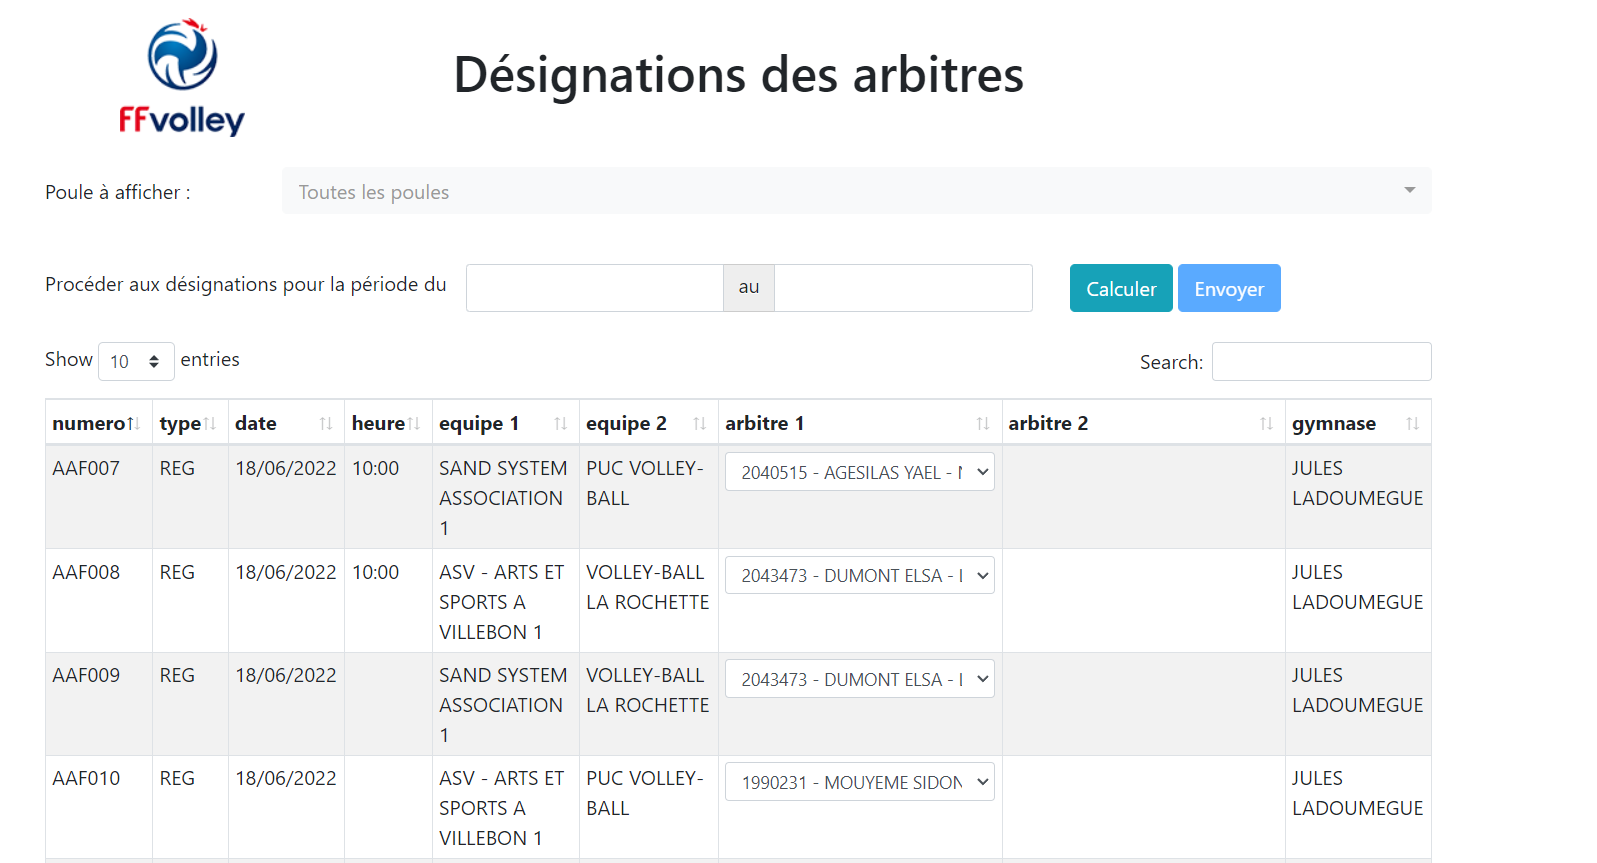 FFvolley
Désignations des arbitres
Poule à afficher :
Toutes les poules
Procéder aux désignations pour la période du
au
Calculer
Envoyer
Show 10 entries
Search:
numero type date heure equipe 1 equipe 2 arbitre 1 arbitre 2 gymnase
AAF007 REG 18/06/2022 10:00 SAND SYSTEM PUC VOLLEY- 2040515 - AGESILAS YAEL - JULES
ASSOCIATION BALL LADOUMEGUE
1
AAF008 REG 18/06/2022 10:00 ASV - ARTS ET VOLLEY-BALL 2043473 - DUMONT ELSA - JULES
SPORTS A LA ROCHETTE LADOUMEGUE
VILLEBON 1
AAF009 REG 18/06/2022 SAND SYSTEM VOLLEY-BALL 2043473 - DUMONT ELSA - JULES
ASSOCIATION LA ROCHETTE LADOUMEGUE
1
AAF010 REG 18/06/2022 ASV - ARTS ET PUC VOLLEY- 1990231 - MOUYEME SIDON JULES
SPORTS A BALL LADOUMEGUE
VILLEBON 1